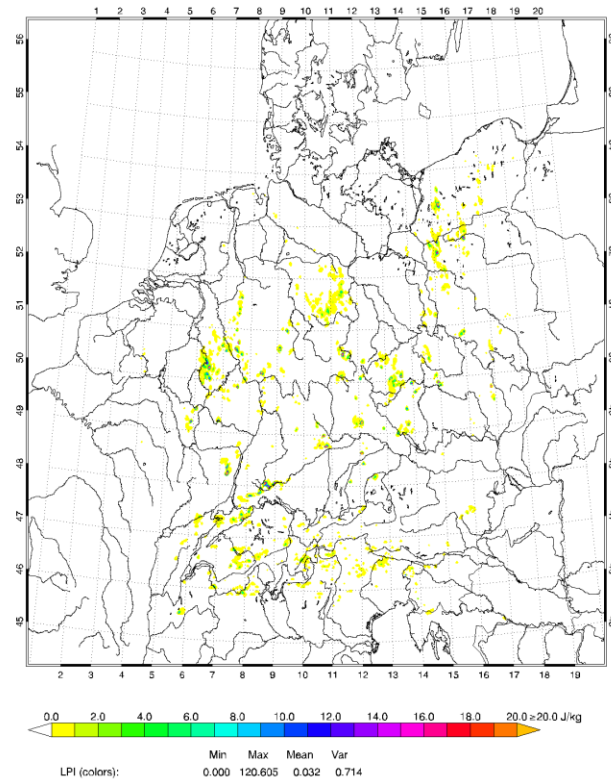 1 2 3 4 5 6 7 8 9 10 11 12 13 14 15 16 17 18 19 20
56
55
54
53
52
51
50
49
48
47
46
45
2 3 4 5 6 7 8 9 10 11 12 13 14 15 16 17 18 19
0.0 2.0 4.0 6.0 8.0 10.0 12.0 14.0 16.0 18.0 20.0 ≥20.0 J/kg
Min Max Mean Var
LPI (colors): 0.000 120.605 0.032 0.714